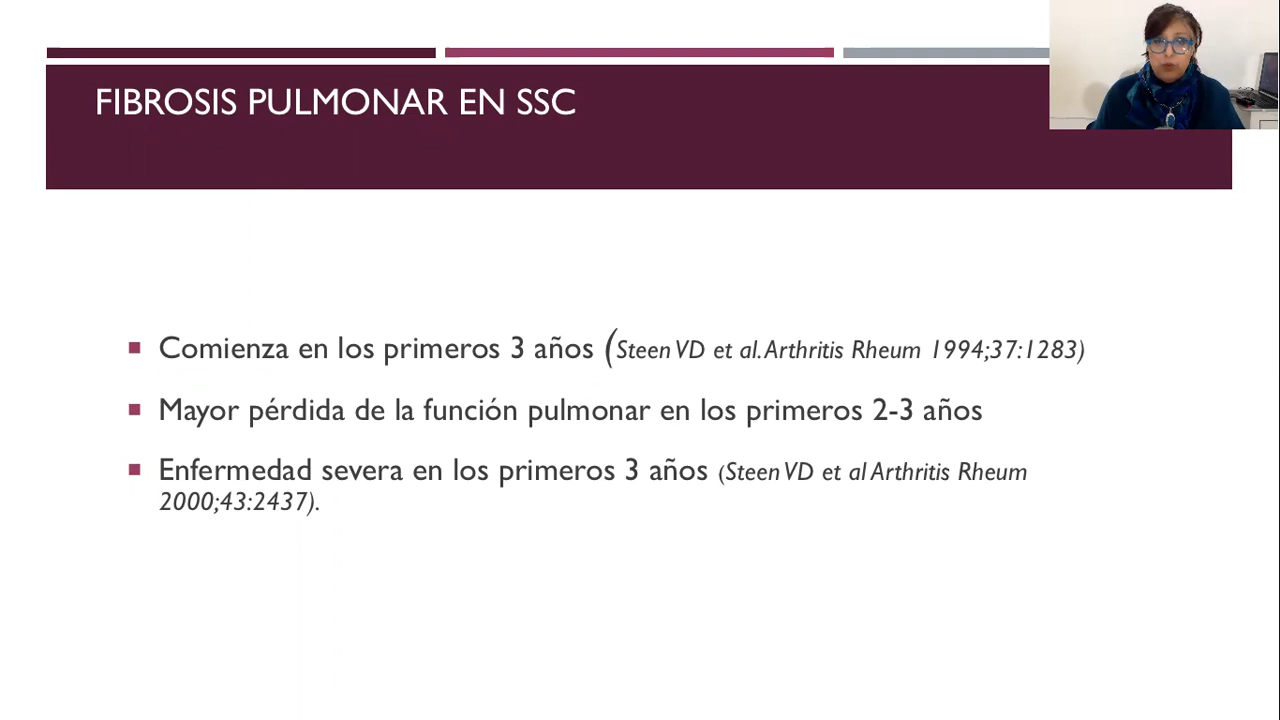 FIBROSIS PULMONAR EN SSC
Comienza en los primeros 3 años (Steen VD et al. Arthritis Rheum 1994;37:1283)
Mayor pérdida de la función pulmonar en los primeros 2-3 años
Enfermedad severa en los primeros 3 años (Steen VD et al Arthritis Rheum
2000;43:2437).